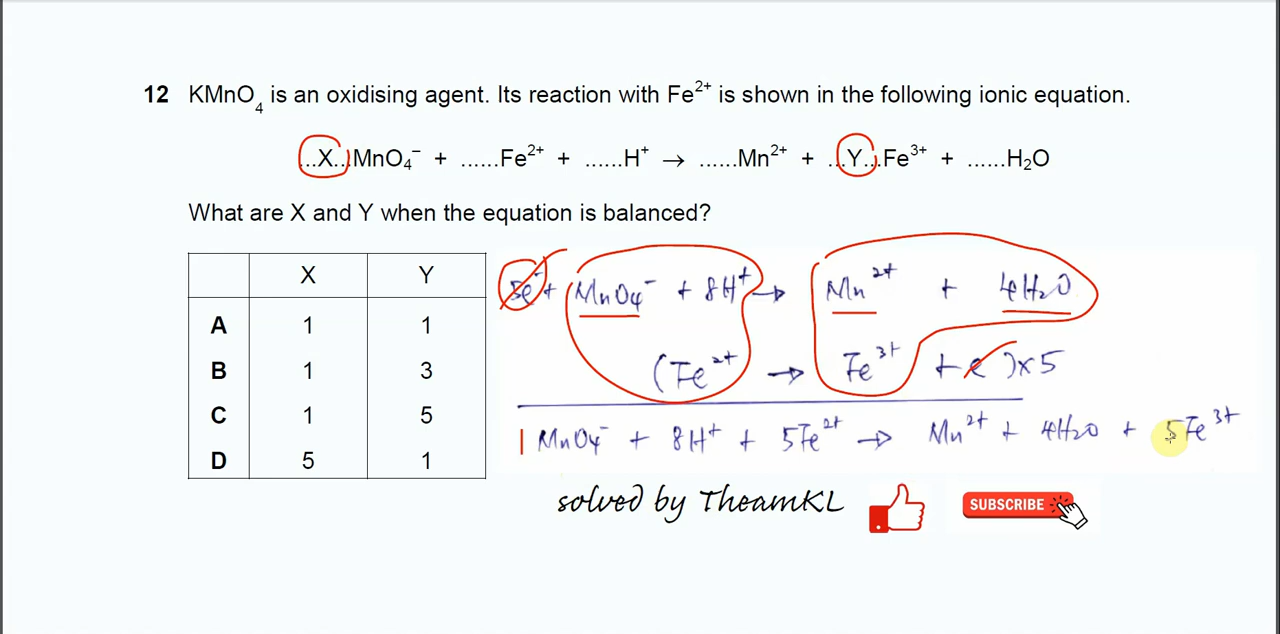 12 KMnO₄ is an oxidising agent. Its reaction with Fe²⁺ is shown in the following ionic equation.
...X...MnO₄⁻ + ......Fe²⁺ + ......H⁺ → ......Mn²⁺ + ...Y...Fe³⁺ + ......H₂O
What are X and Y when the equation is balanced?
X Y
A 1 1
B 1 3
C 1 5
D 5 1
5e⁻ + MnO₄⁻ + 8H⁺ → Mn²⁺ + 4H₂O
(Fe²⁺ → Fe³⁺ + e⁻) × 5
1 MnO₄⁻ + 8H⁺ + 5Fe²⁺ → Mn²⁺ + 4H₂O + 5Fe³⁺
solved by TheamKL
SUBSCRIBE